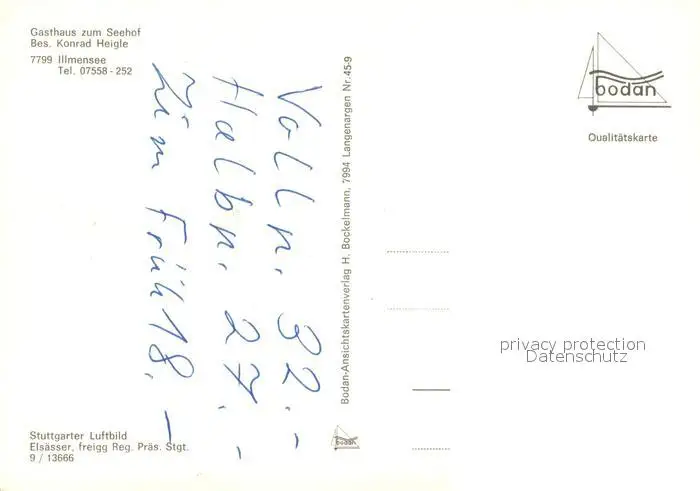 Gasthaus zum Seehof
Bes. Konrad Heigle
7799 Illmensee
Tel. 07558-252
Vollp. 32.-
Halbp. 27.-
Zim Früh 18.-
Stuttgarter Luftbild
Elsässer, freigg Reg. Präs. Stgt.
9 / 13666
Bodan-Ansichtskartenverlag H. Bockelmann, 7994 Langenargen Nr. 45-9
bodan
bodan
Qualitätskarte
privacy protection
Datenschutz